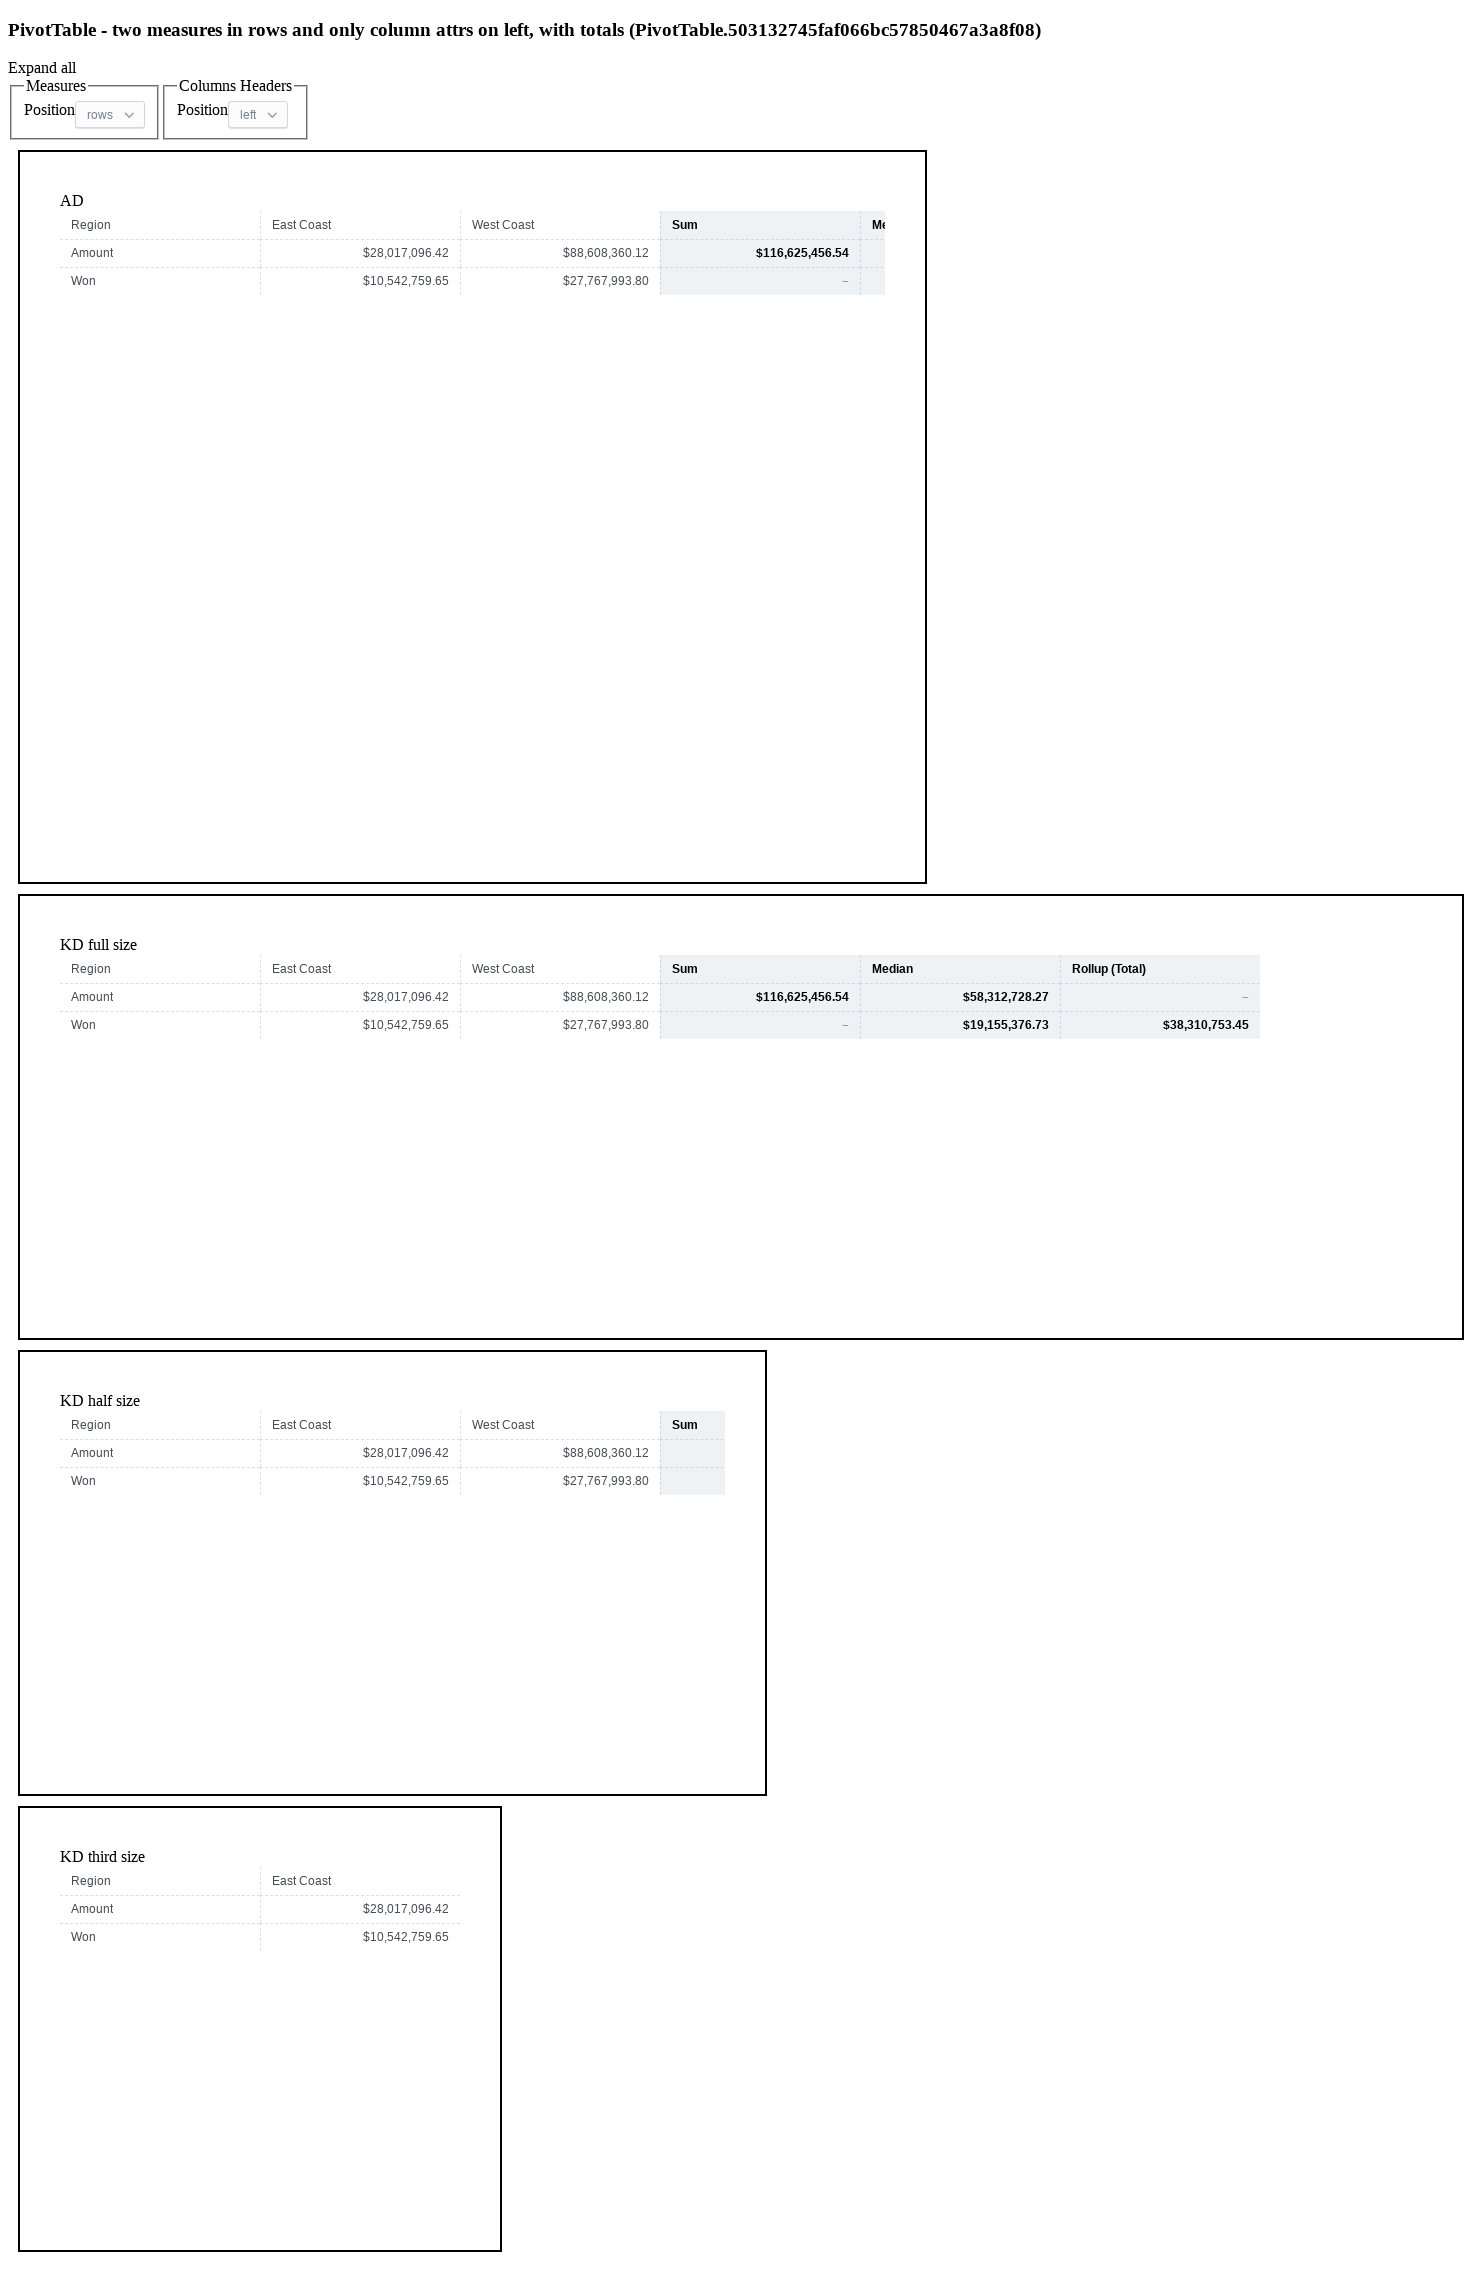 PivotTable - two measures in rows and only column attrs on left, with totals (PivotTable.503132745faf066bc57850467a3a8f08)
Expand all
Measures Columns Headers
Position rows Position left
AD
Region East Coast West Coast Sum Me
Amount $28,017,096.42 $88,608,360.12 $116,625,456.54
Won $10,542,759.65 $27,767,993.80 –
KD full size
Region East Coast West Coast Sum Median Rollup (Total)
Amount $28,017,096.42 $88,608,360.12 $116,625,456.54 $58,312,728.27 –
Won $10,542,759.65 $27,767,993.80 – $19,155,376.73 $38,310,753.45
KD half size
Region East Coast West Coast Sum
Amount $28,017,096.42 $88,608,360.12
Won $10,542,759.65 $27,767,993.80
KD third size
Region East Coast
Amount $28,017,096.42
Won $10,542,759.65